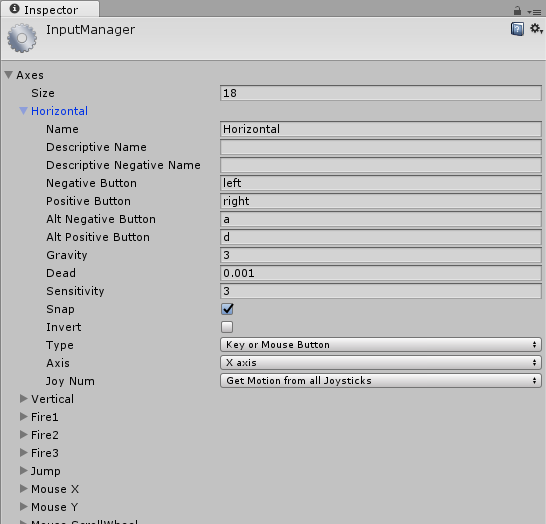 Inspector
InputManager
Axes
Size 18
Horizontal
Name Horizontal
Descriptive Name
Descriptive Negative Name
Negative Button left
Positive Button right
Alt Negative Button a
Alt Positive Button d
Gravity 3
Dead 0.001
Sensitivity 3
Snap
Invert
Type Key or Mouse Button
Axis X axis
Joy Num Get Motion from all Joysticks
Vertical
Fire1
Fire2
Fire3
Jump
Mouse X
Mouse Y
Mouse ScrollWheel